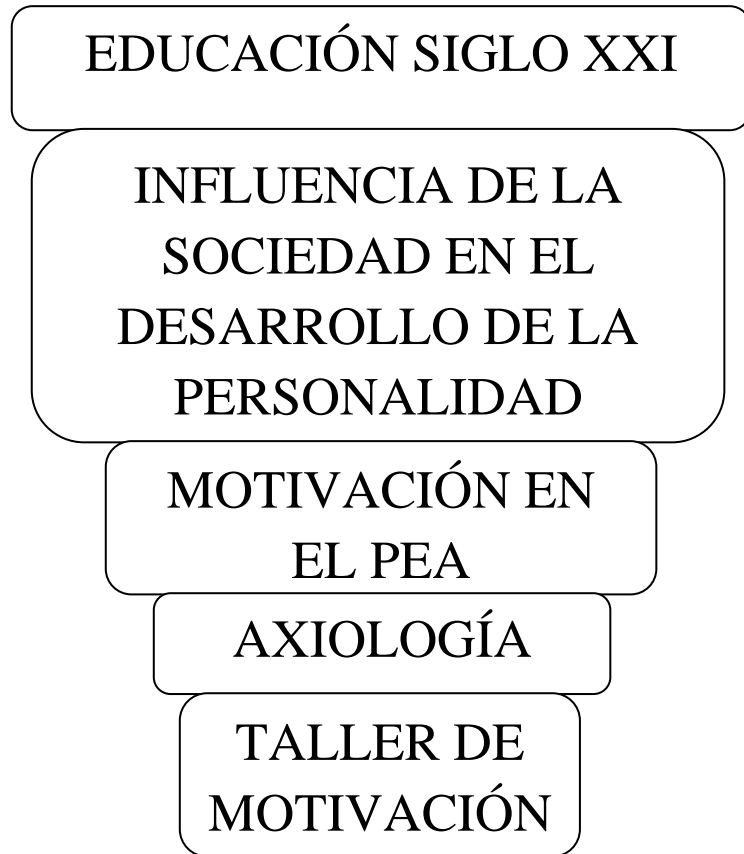 EDUCACIÓN SIGLO XXI
INFLUENCIA DE LA
SOCIEDAD EN EL
DESARROLLO DE LA
PERSONALIDAD
MOTIVACIÓN EN
EL PEA
AXIOLOGÍA
TALLER DE
MOTIVACIÓN